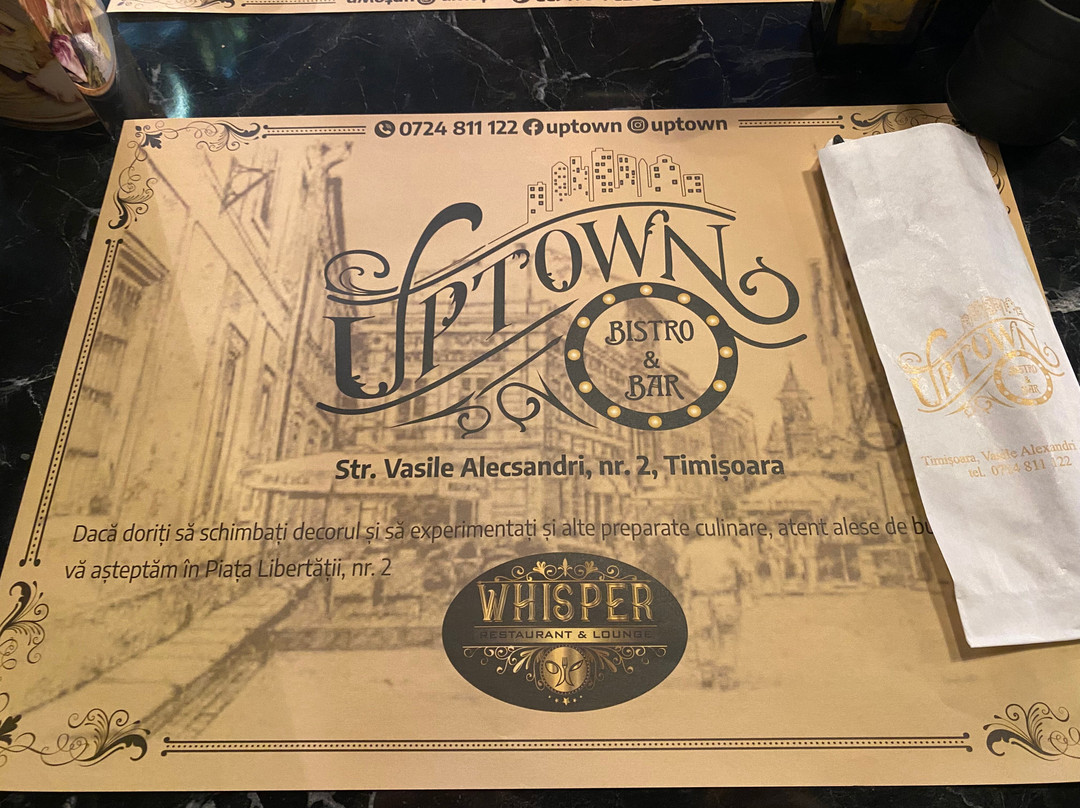 0724 811 122 uptown uptown
UPTOWN
BISTRO
&
BAR
Str. Vasile Alecsandri, nr. 2, Timișoara
Dacă doriți să schimbați decorul și să experimentați și alte preparate culinare, atent alese de
vă așteptăm în Piața Libertății, nr. 2
WHISPER
RESTAURANT & LOUNGE
UPTOWN
BISTRO
&
BAR
Timișoara, Vasile Alexandri
tel. 0724 811 122